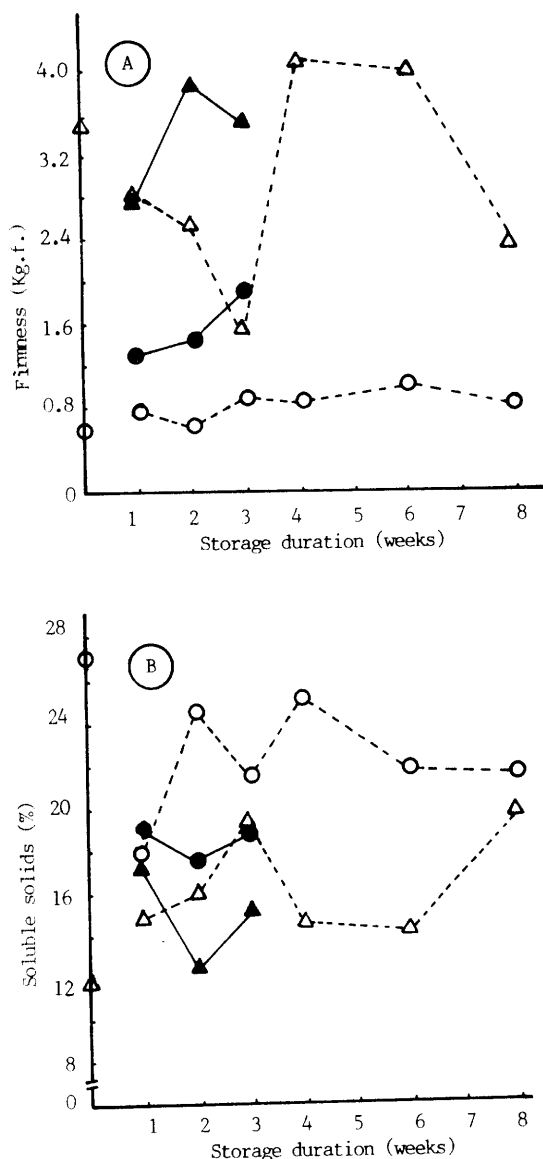 A
4.0
3.2
2.4
1.6
0.8
0
Firmness (Kg.f.)
1 2 3 4 5 6 7 8
Storage duration (weeks)
B
28
24
20
16
12
8
0
Soluble solids (%)
1 2 3 4 5 6 7 8
Storage duration (weeks)